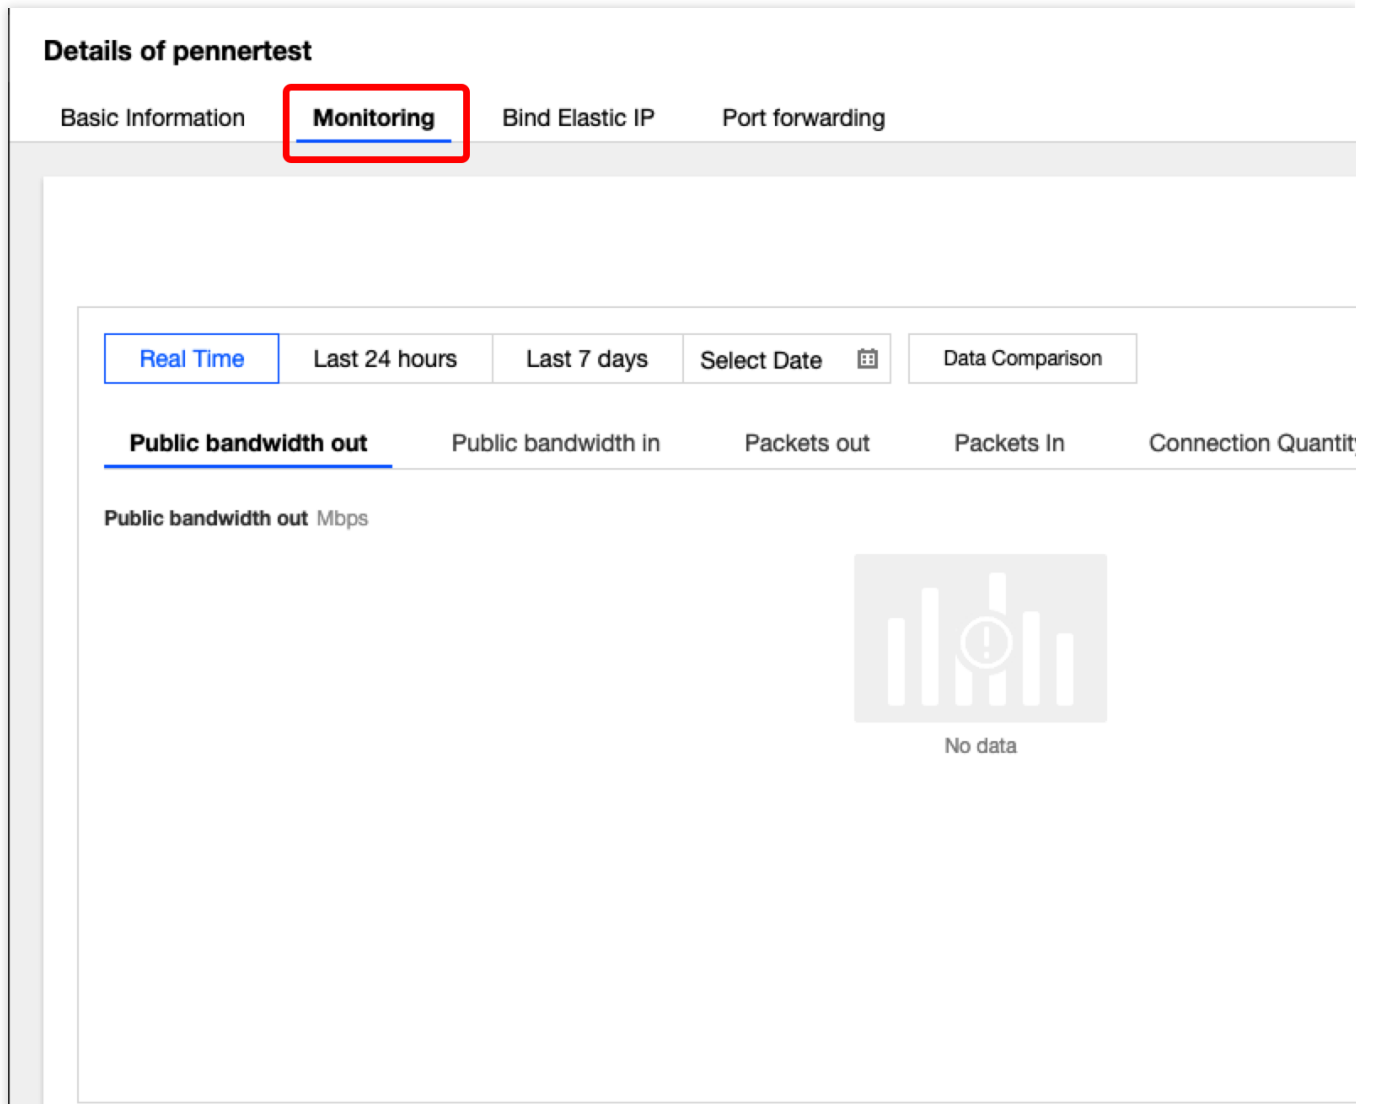 Details of pennertest
Basic Information Monitoring Bind Elastic IP Port forwarding
Real Time Last 24 hours Last 7 days Select Date Data Comparison
Public bandwidth out Public bandwidth in Packets out Packets In Connection Quantity
Public bandwidth out Mbps
No data